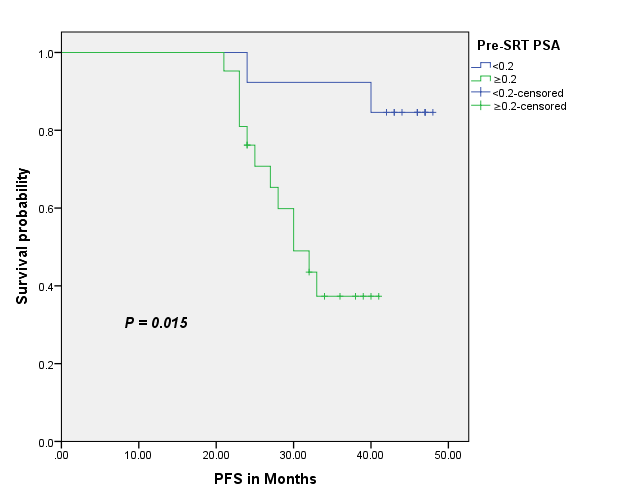 Pre-SRT PSA
<0.2
≥0.2
<0.2-censored
≥0.2-censored
Survival probability
1.0
0.8
0.6
0.4
0.2
0.0
P = 0.015
.00 10.00 20.00 30.00 40.00 50.00
PFS in Months